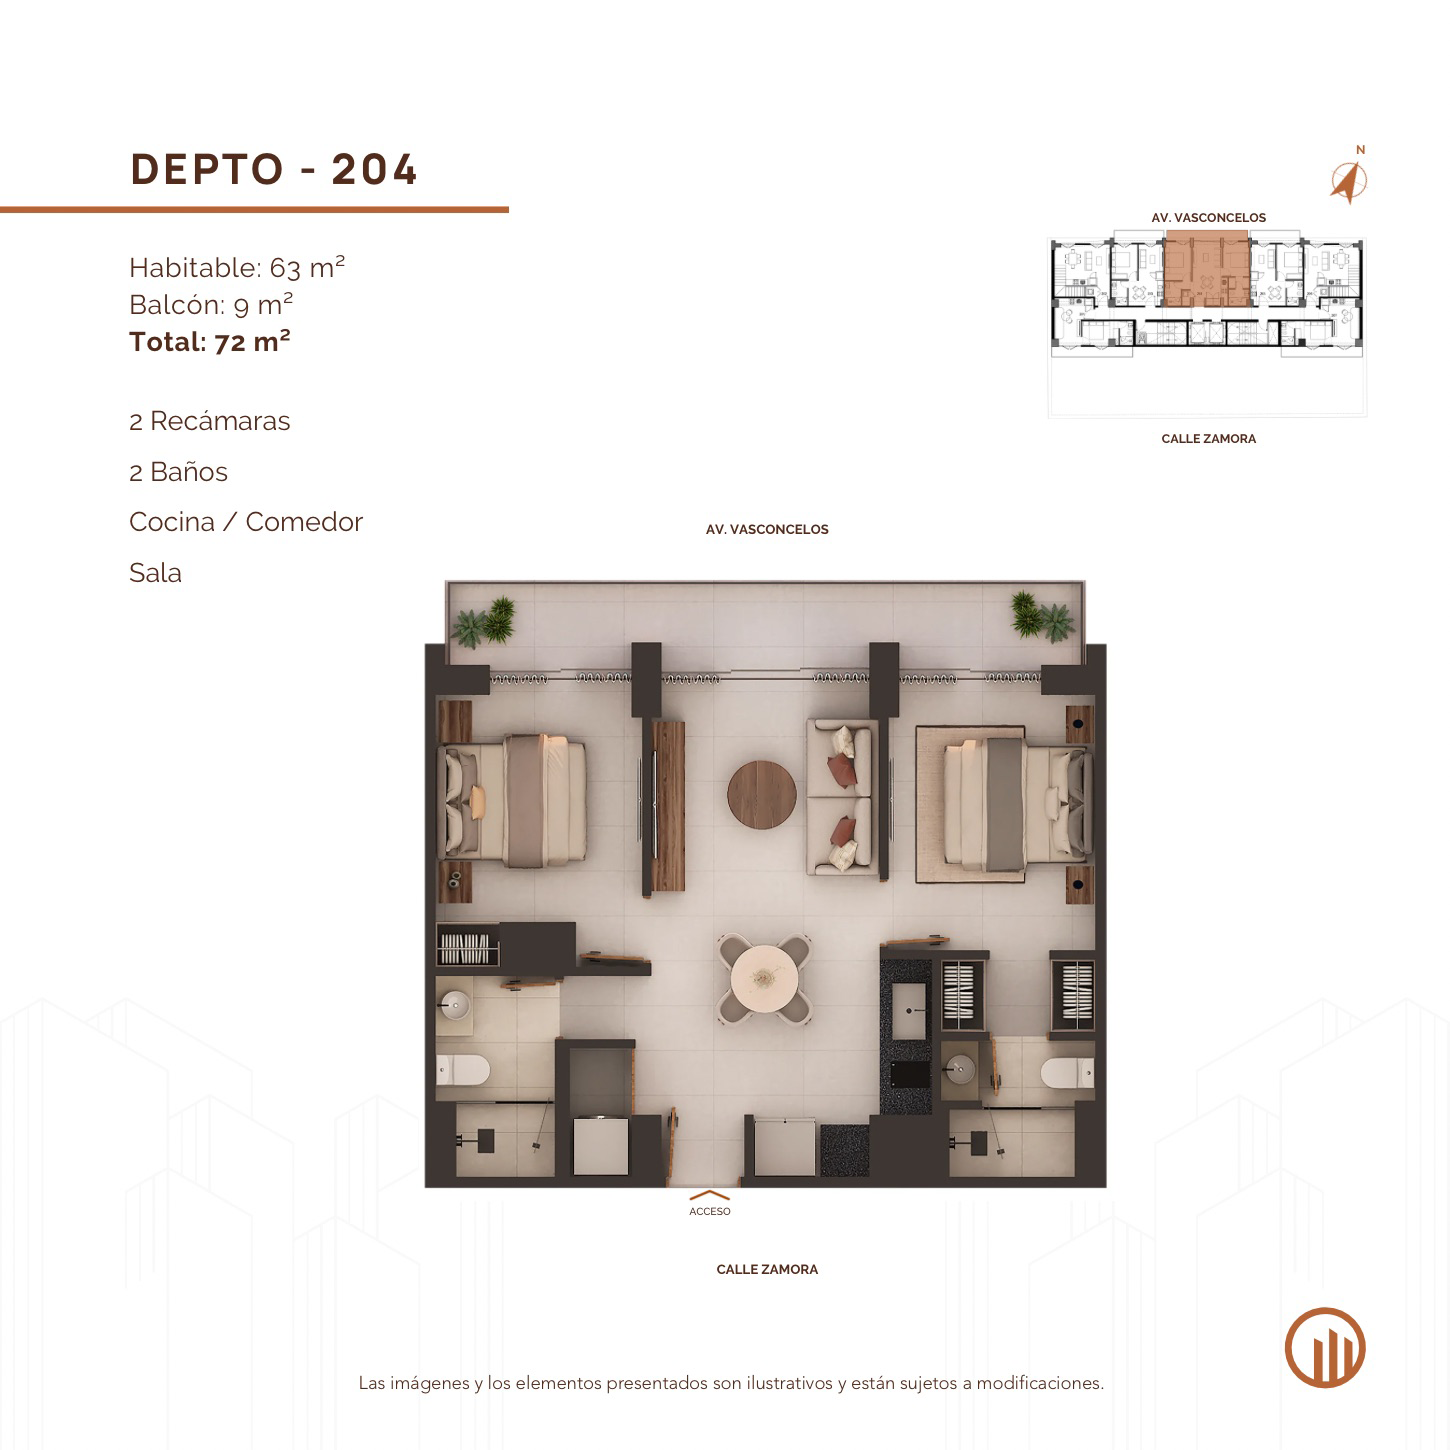 DEPTO - 204
Habitable: 63 m²
Balcón: 9 m²
Total: 72 m²
2 Recámaras
2 Baños
Cocina / Comedor
Sala
N
AV. VASCONCELOS
CALLE ZAMORA
AV. VASCONCELOS
ACCESO
CALLE ZAMORA
Las imágenes y los elementos presentados son ilustrativos y están sujetos a modificaciones.